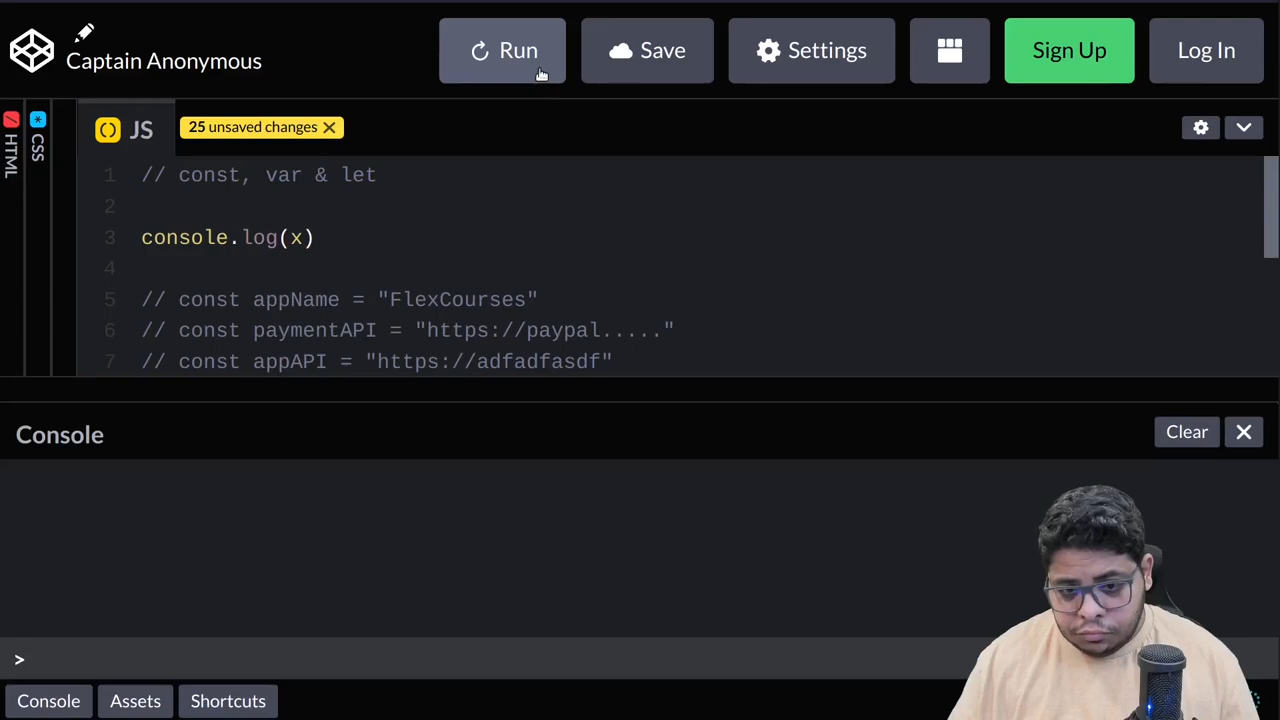 Captain Anonymous
Run
Save
Settings
Sign Up
Log In
HTML
CSS
JS
25 unsaved changes
1 // const, var & let
2
3 console.log(x)
4
5 // const appName = "FlexCourses"
6 // const paymentAPI = "https://paypal....."
7 // const appAPI = "https://adfadfasdf"
Console
Clear
>
Console
Assets
Shortcuts